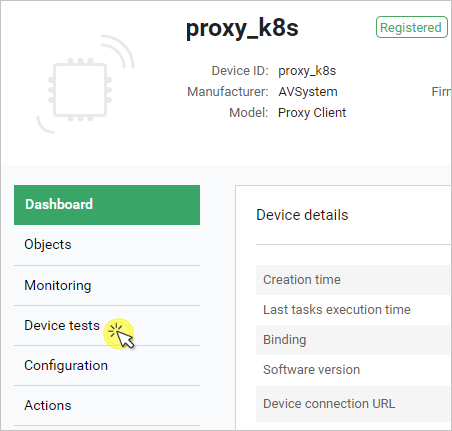 proxy_k8s
Registered
Device ID: proxy_k8s
Manufacturer: AVSystem
Model: Proxy Client
Dashboard
Objects
Monitoring
Device tests
Configuration
Actions
Device details
Creation time
Last tasks execution time
Binding
Software version
Device connection URL